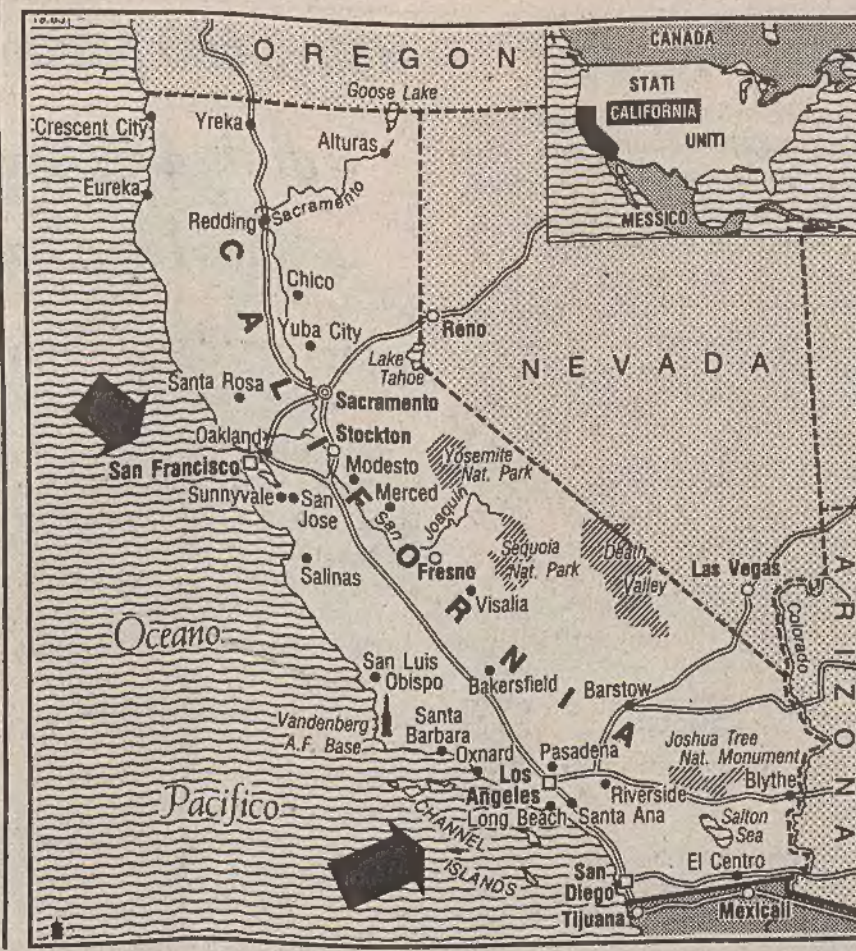 OREGON
CANADA
STATI
CALIFORNIA
UNITI
MESSICO
Goose Lake
Crescent City
Yreka
Alturas
Eureka
Redding
Sacramento
CALIFORNIA
Chico
Yuba City
Reno
Lake
Tahoe
NEVADA
Santa Rosa
Sacramento
Oakland
Stockton
San Francisco
Modesto
Yosemite
Nat. Park
Sunnyvale
San
Jose
Merced
San Joaquin
Salinas
Fresno
Sequoia
Nat. Park
Death
Valley
Las Vegas
Visalia
Colorado
ARIZONA
Oceano
San Luis
Obispo
Bakersfield
Barstow
Vandenberg
A.F. Base
Santa
Barbara
Oxnard
Pasadena
Joshua Tree
Nat. Monument
Los
Angeles
Riverside
Blythe
Pacifico
CHANNEL
ISLANDS
Long Beach
Santa Ana
Salton
Sea
San
Diego
El Centro
Tijuana
Mexicali